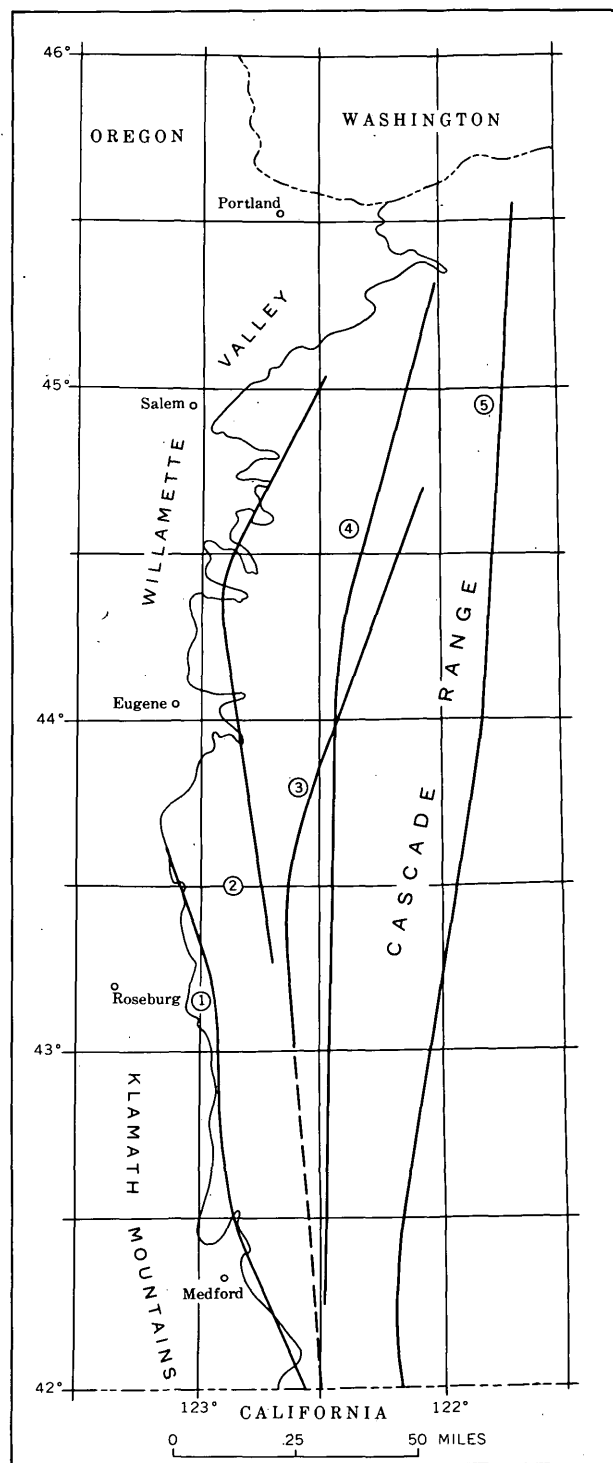 46°
OREGON
WASHINGTON
Portland
VALLEY
45°
Salem
⑤
WILLAMETTE
④
RANGE
Eugene
44°
③
CASCADE
②
Roseburg
①
43°
KLAMATH
MOUNTAINS
Medford
42°
123°
122°
CALIFORNIA
0 .25 50 MILES